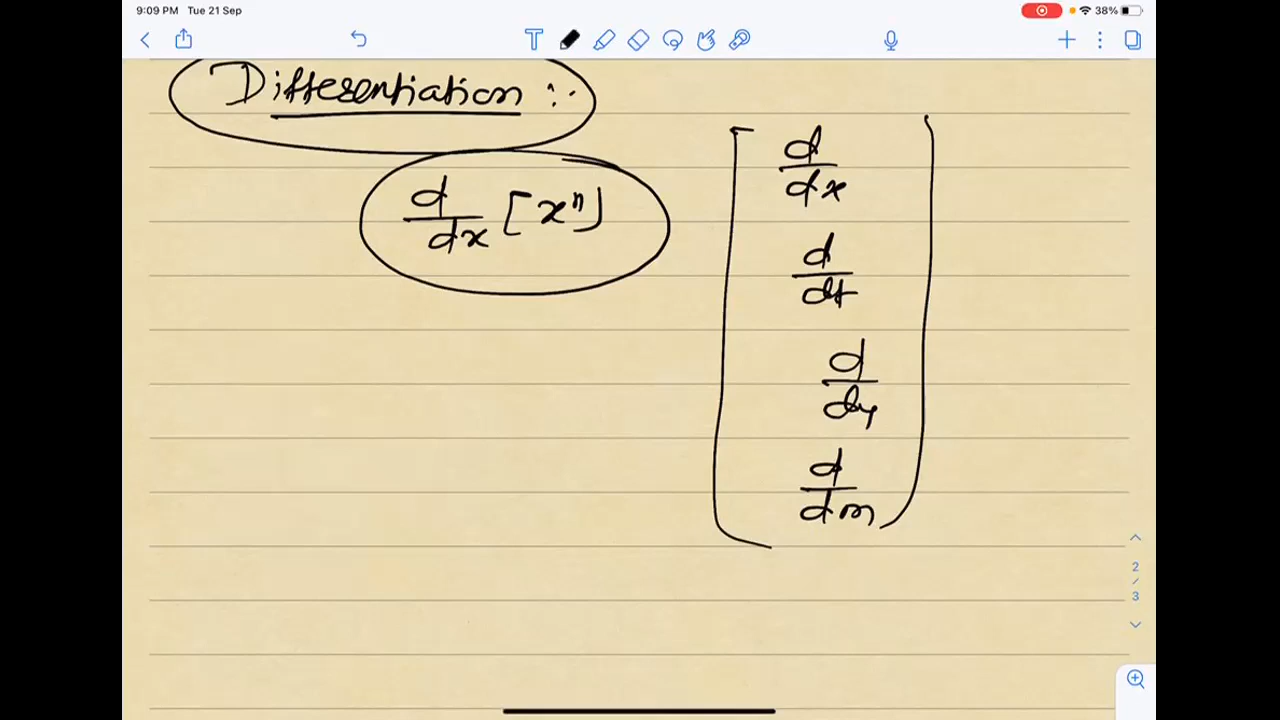 9:09 PM Tue 21 Sep
38%
Differentiation :-
d/dx [xⁿ]
d/dx
d/dt
d/dy
d/dm
2
/
3